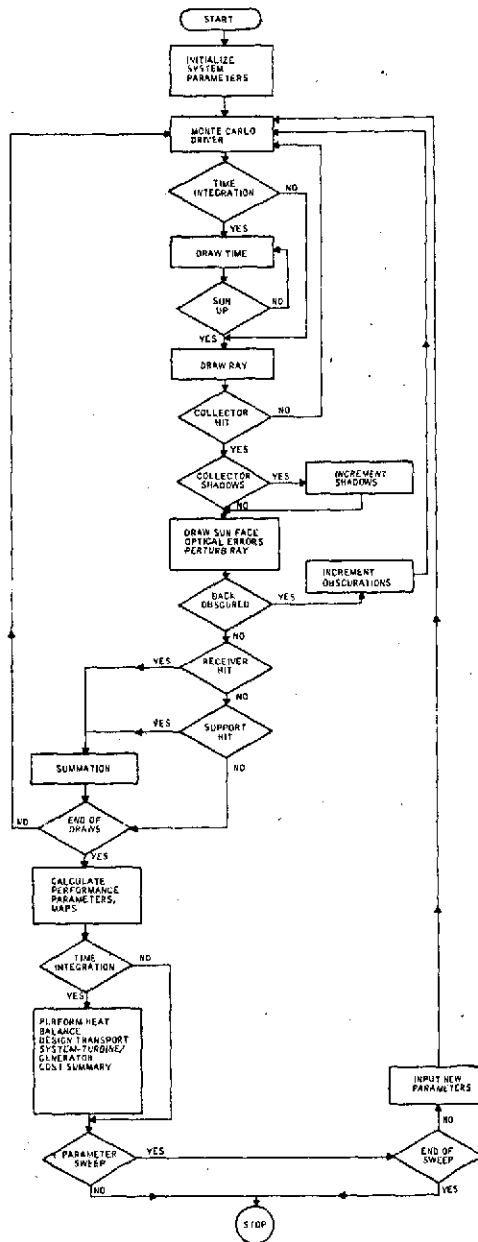 START
INITIALIZE
SYSTEM
PARAMETERS
MONTE CARLO
DRIVER
TIME
INTEGRATION
NO
YES
DRAW TIME
SUN
UP
NO
YES
DRAW RAY
COLLECTOR
HIT
NO
YES
COLLECTOR
SHADOWS
YES
INCREMENT
SHADOWS
NO
DRAW SUN FACE
OPTICAL ERRORS
PERTURB RAY
INCREMENT
OBSCURATIONS
BACK
OBSCURED
YES
NO
YES
RECEIVER
HIT
NO
YES
SUPPORT
HIT
NO
SUMMATION
NO
END OF
DRAWS
YES
CALCULATE
PERFORMANCE
PARAMETERS,
MAPS
TIME
INTEGRATION
NO
YES
PERFORM HEAT
BALANCE
DESIGN TRANSPORT
SYSTEM-TURBINE/
GENERATOR
COST SUMMARY
INPUT NEW
PARAMETERS
NO
PARAMETER
SWEEP
YES
END OF
SWEEP
NO
YES
STOP